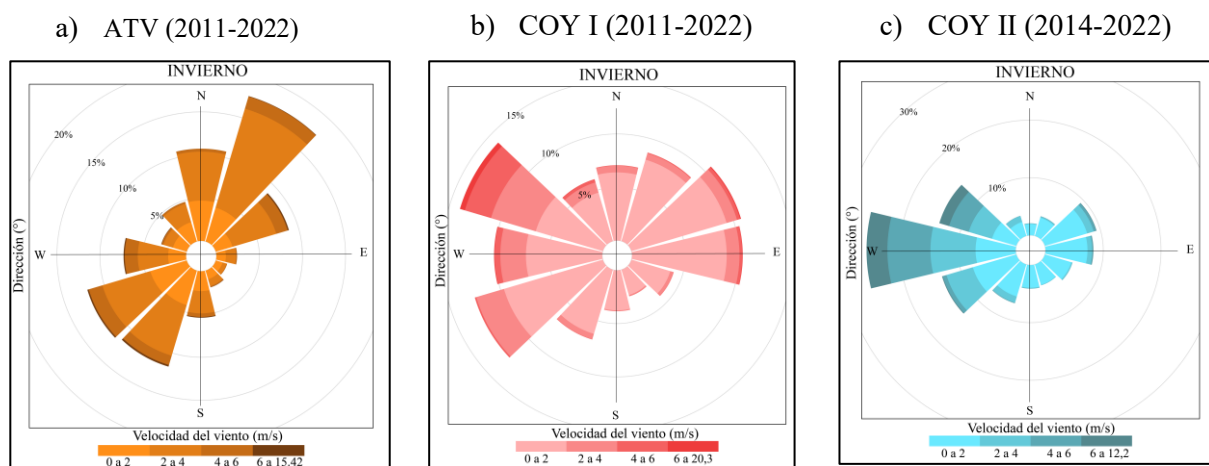 a) ATV (2011-2022)
INVIERNO
N
20%
15%
10%
5%
Dirección (°)
W
E
S
Velocidad del viento (m/s)
0 a 2 2 a 4 4 a 6 6 a 15.42
b) COY I (2011-2022)
INVIERNO
N
15%
10%
5%
Dirección (°)
W
E
S
Velocidad del viento (m/s)
0 a 2 2 a 4 4 a 6 6 a 20,3
c) COY II (2014-2022)
INVIERNO
N
30%
20%
10%
Dirección (°)
W
E
S
Velocidad del viento (m/s)
0 a 2 2 a 4 4 a 6 6 a 12,2